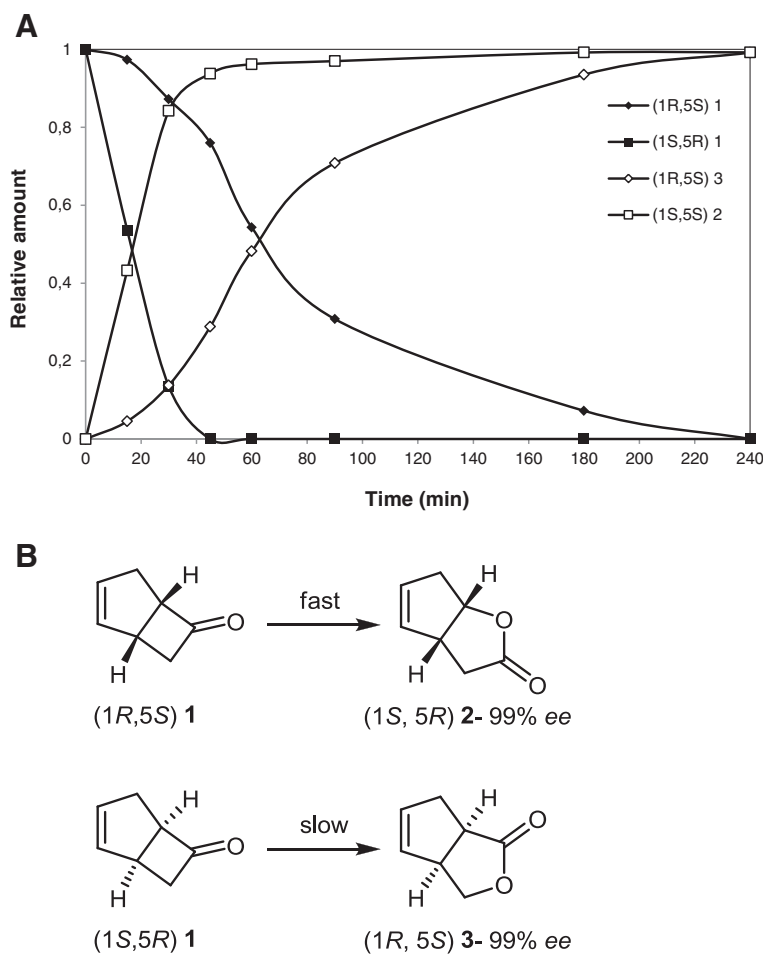 A
Relative amount
1
0,8
0,6
0,4
0,2
0
0 20 40 60 80 100 120 140 160 180 200 220 240
Time (min)
(1R,5S) 1
(1S,5R) 1
(1R,5S) 3
(1S,5S) 2
B
H
O
H
fast
H
O
O
H
(1R,5S) 1
(1S, 5R) 2- 99% ee
H
O
H
slow
H
O
O
H
(1S,5R) 1
(1R, 5S) 3- 99% ee